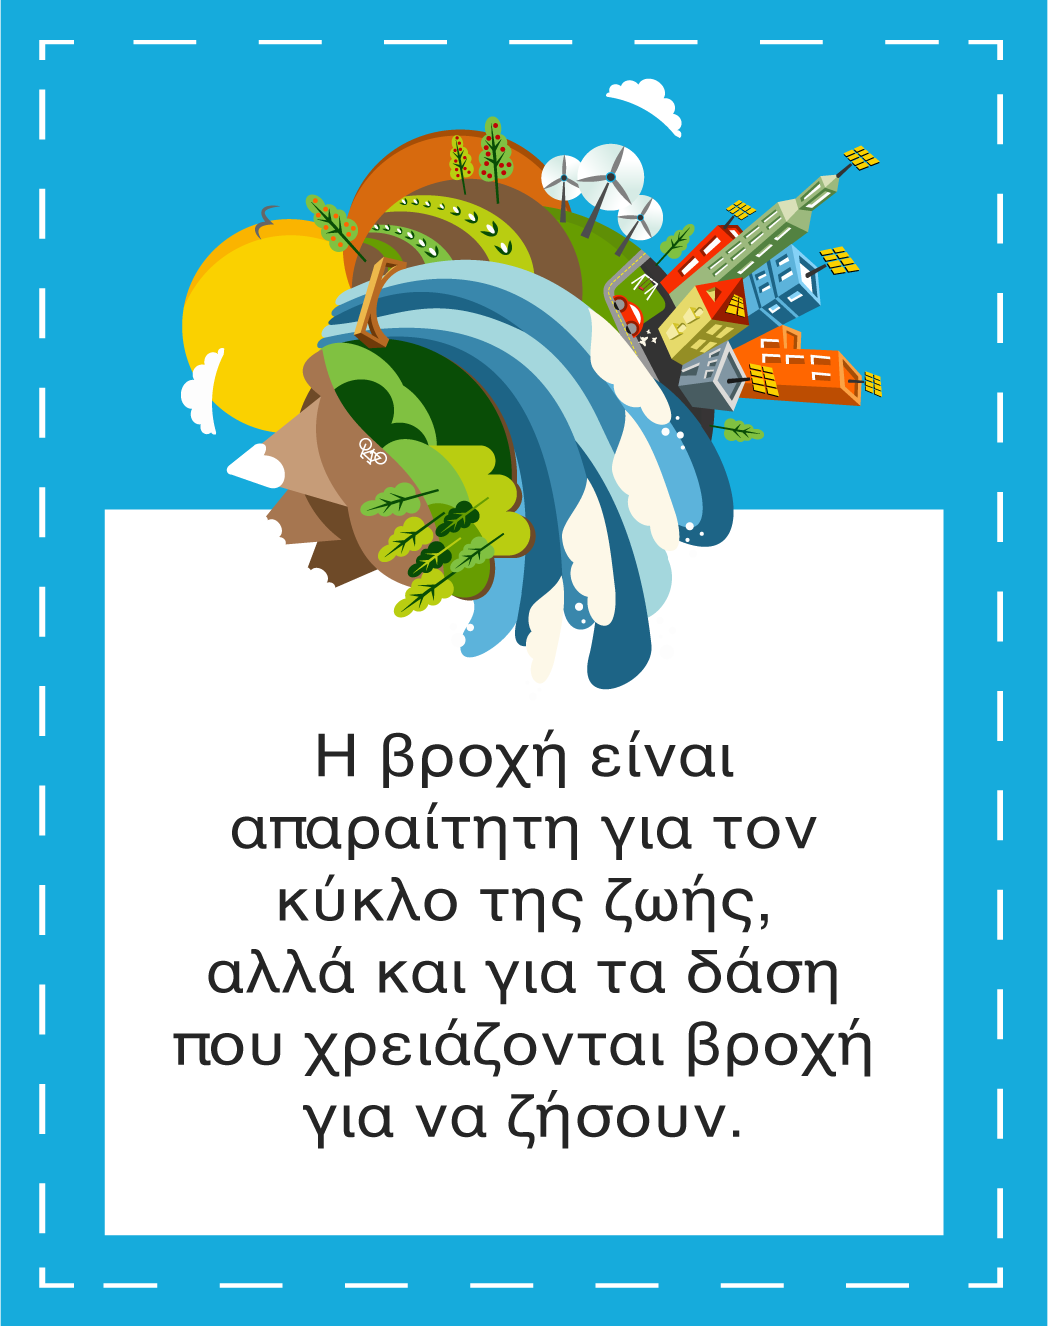 Η βροχή είναι
απαραίτητη για τον
κύκλο της ζωής,
αλλά και για τα δάση
που χρειάζονται βροχή
για να ζήσουν.